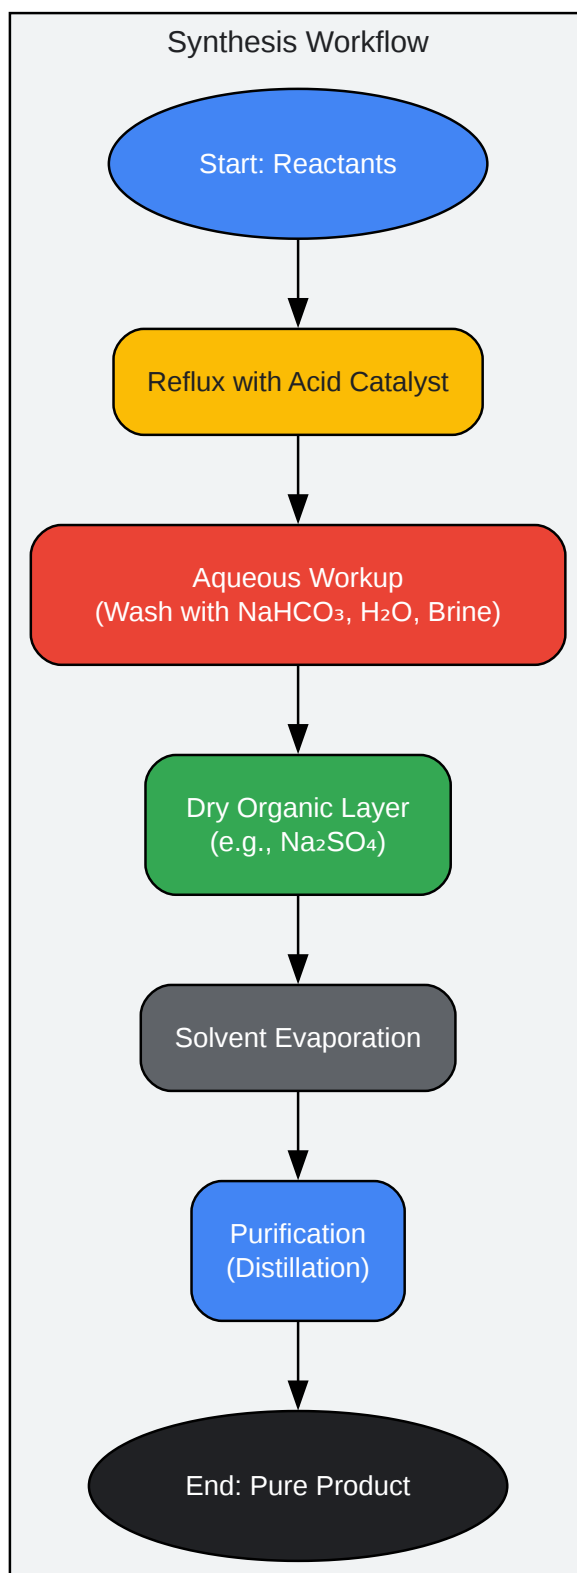 Synthesis Workflow
Start: Reactants
Reflux with Acid Catalyst
Aqueous Workup
(Wash with NaHCO₃, H₂O, Brine)
Dry Organic Layer
(e.g., Na₂SO₄)
Solvent Evaporation
Purification
(Distillation)
End: Pure Product